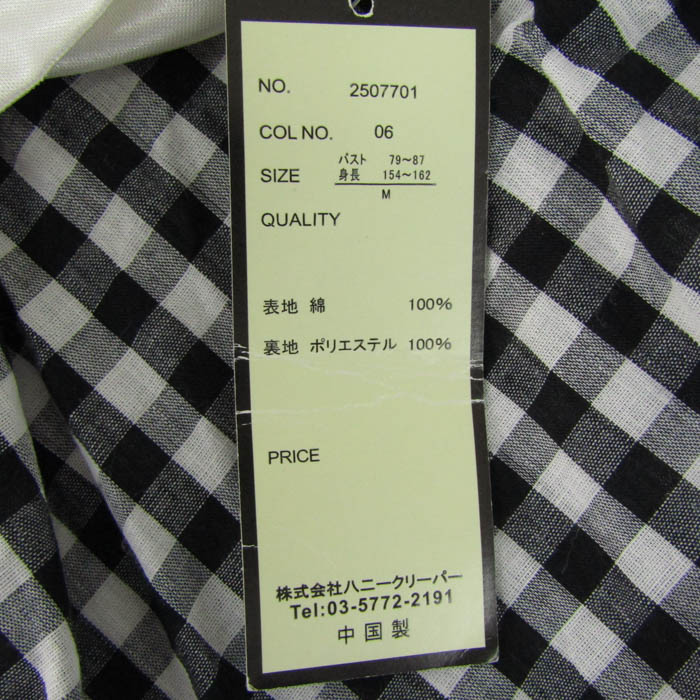 NO. 2507701
COL NO. 06
SIZE バスト 79～87
身長 154～162
M
QUALITY
表地 綿 100%
裏地 ポリエステル 100%
PRICE
株式会社ハニークリーパー
Tel:03-5772-2191
中国製